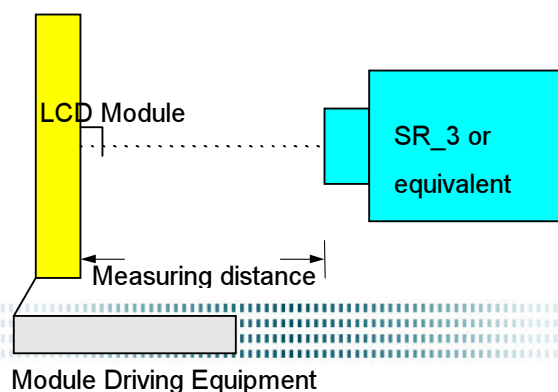 LCD Module
SR_3 or
equivalent
Measuring distance
Module Driving Equipment